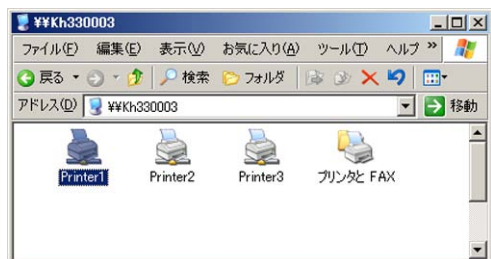 ¥¥Kh330003
ファイル(F) 編集(E) 表示(V) お気に入り(A) ツール(T) ヘルプ »
戻る 検索 フォルダ
アドレス(D) ¥¥Kh330003 移動
Printer1 Printer2 Printer3 プリンタと FAX